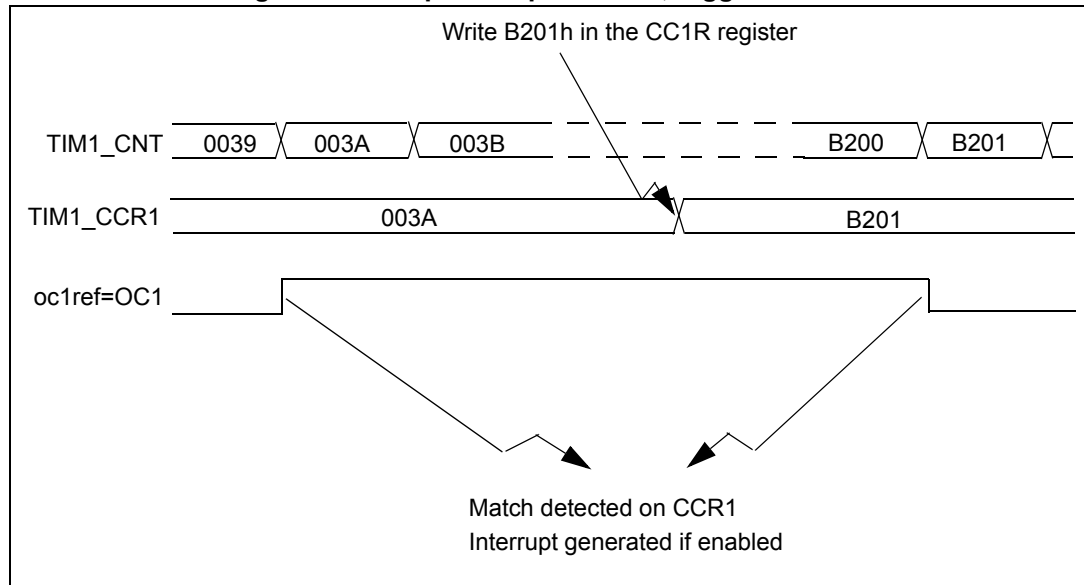 Write B201h in the CC1R register
TIM1_CNT 0039 003A 003B B200 B201
TIM1_CCR1 003A B201
oc1ref=OC1
Match detected on CCR1
Interrupt generated if enabled